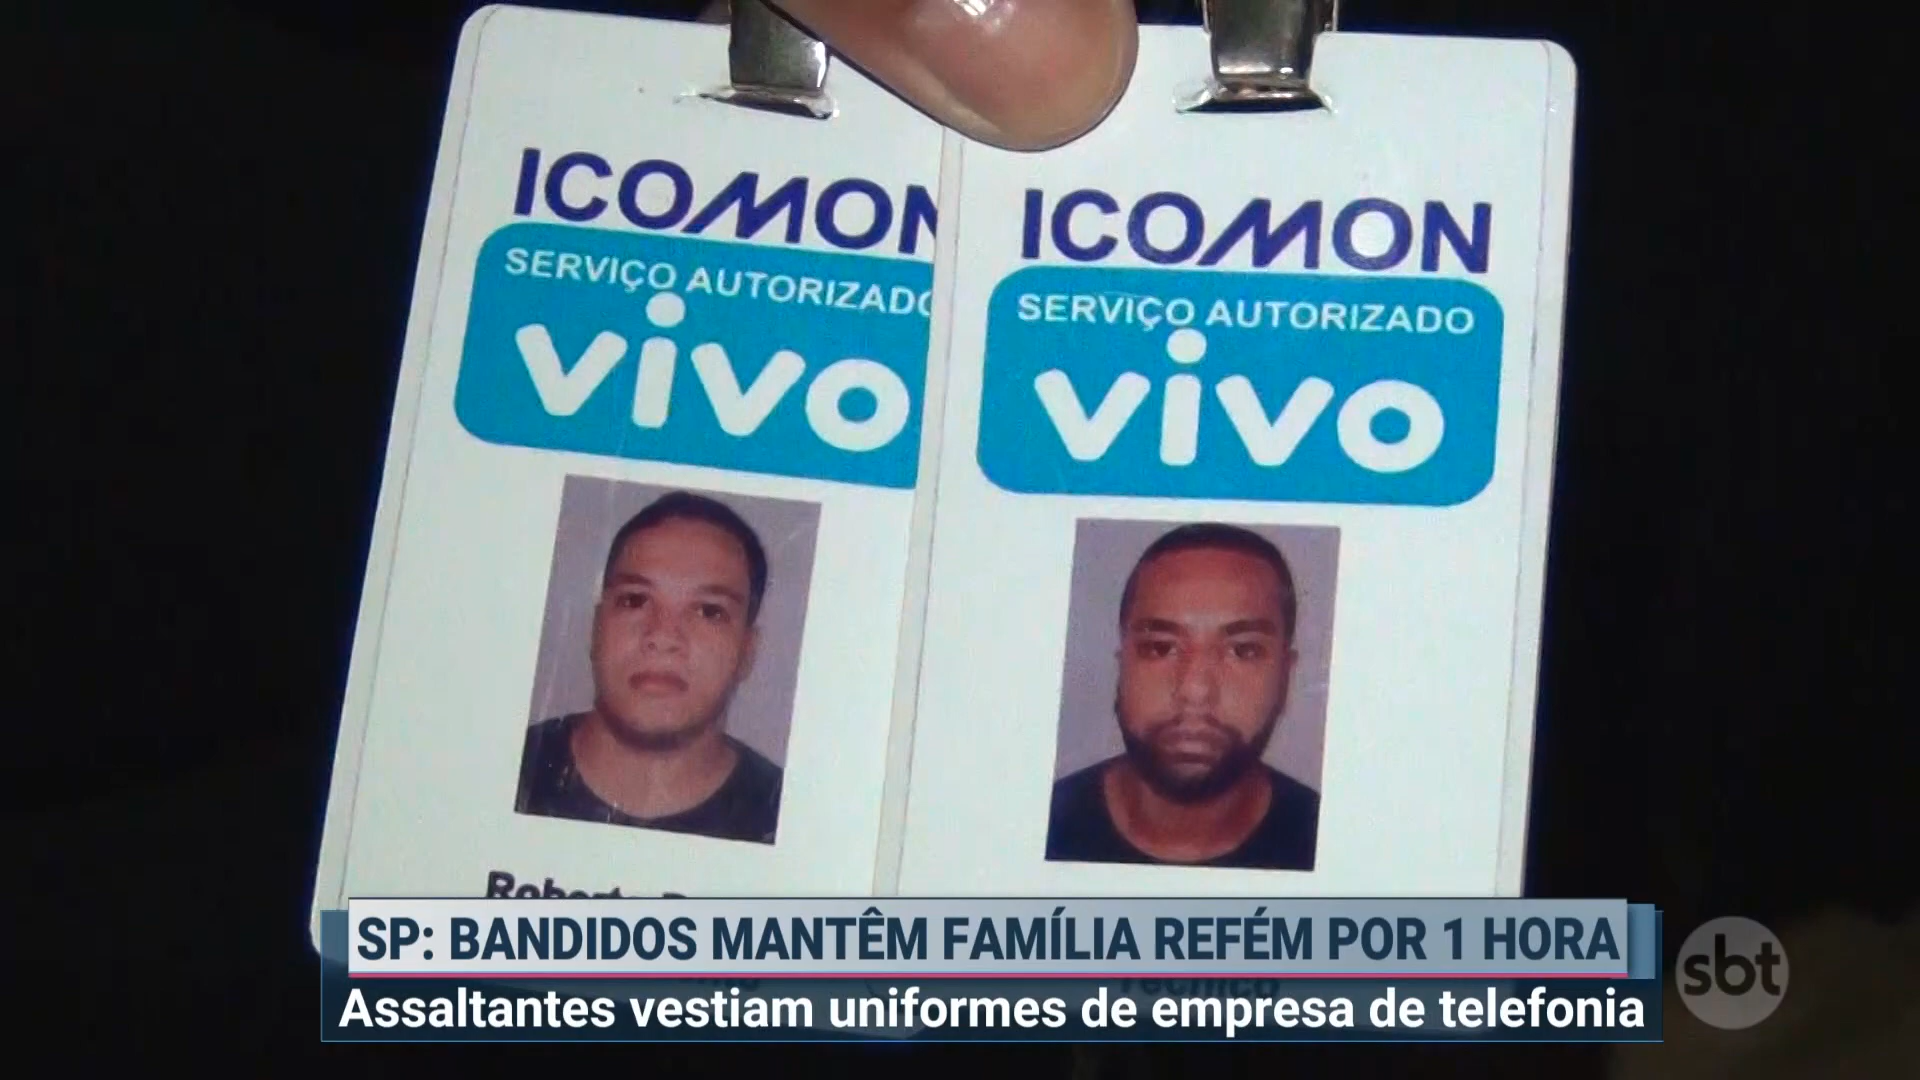 ICOMON
SERVIÇO AUTORIZADO
vivo
ICOMON
SERVIÇO AUTORIZADO
vivo
SP: BANDIDOS MANTÊM FAMÍLIA REFÉM POR 1 HORA
Assaltantes vestiam uniformes de empresa de telefonia
sbt